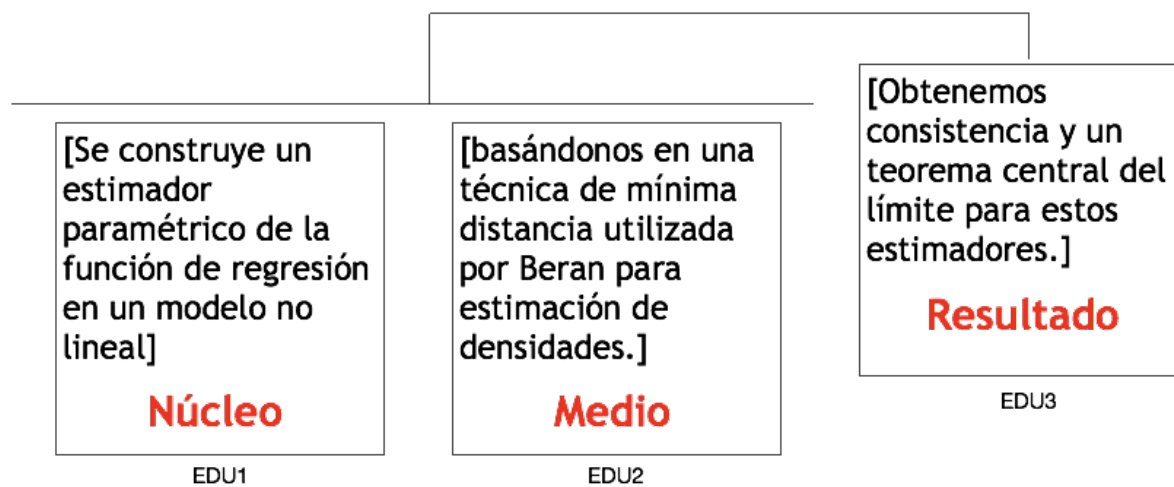 [Se construye un
estimador
paramétrico de la
función de regresión
en un modelo no
lineal]
Núcleo
EDU1
[basándonos en una
técnica de mínima
distancia utilizada
por Beran para
estimación de
densidades.]
Medio
EDU2
[Obtenemos
consistencia y un
teorema central del
límite para estos
estimadores.]
Resultado
EDU3